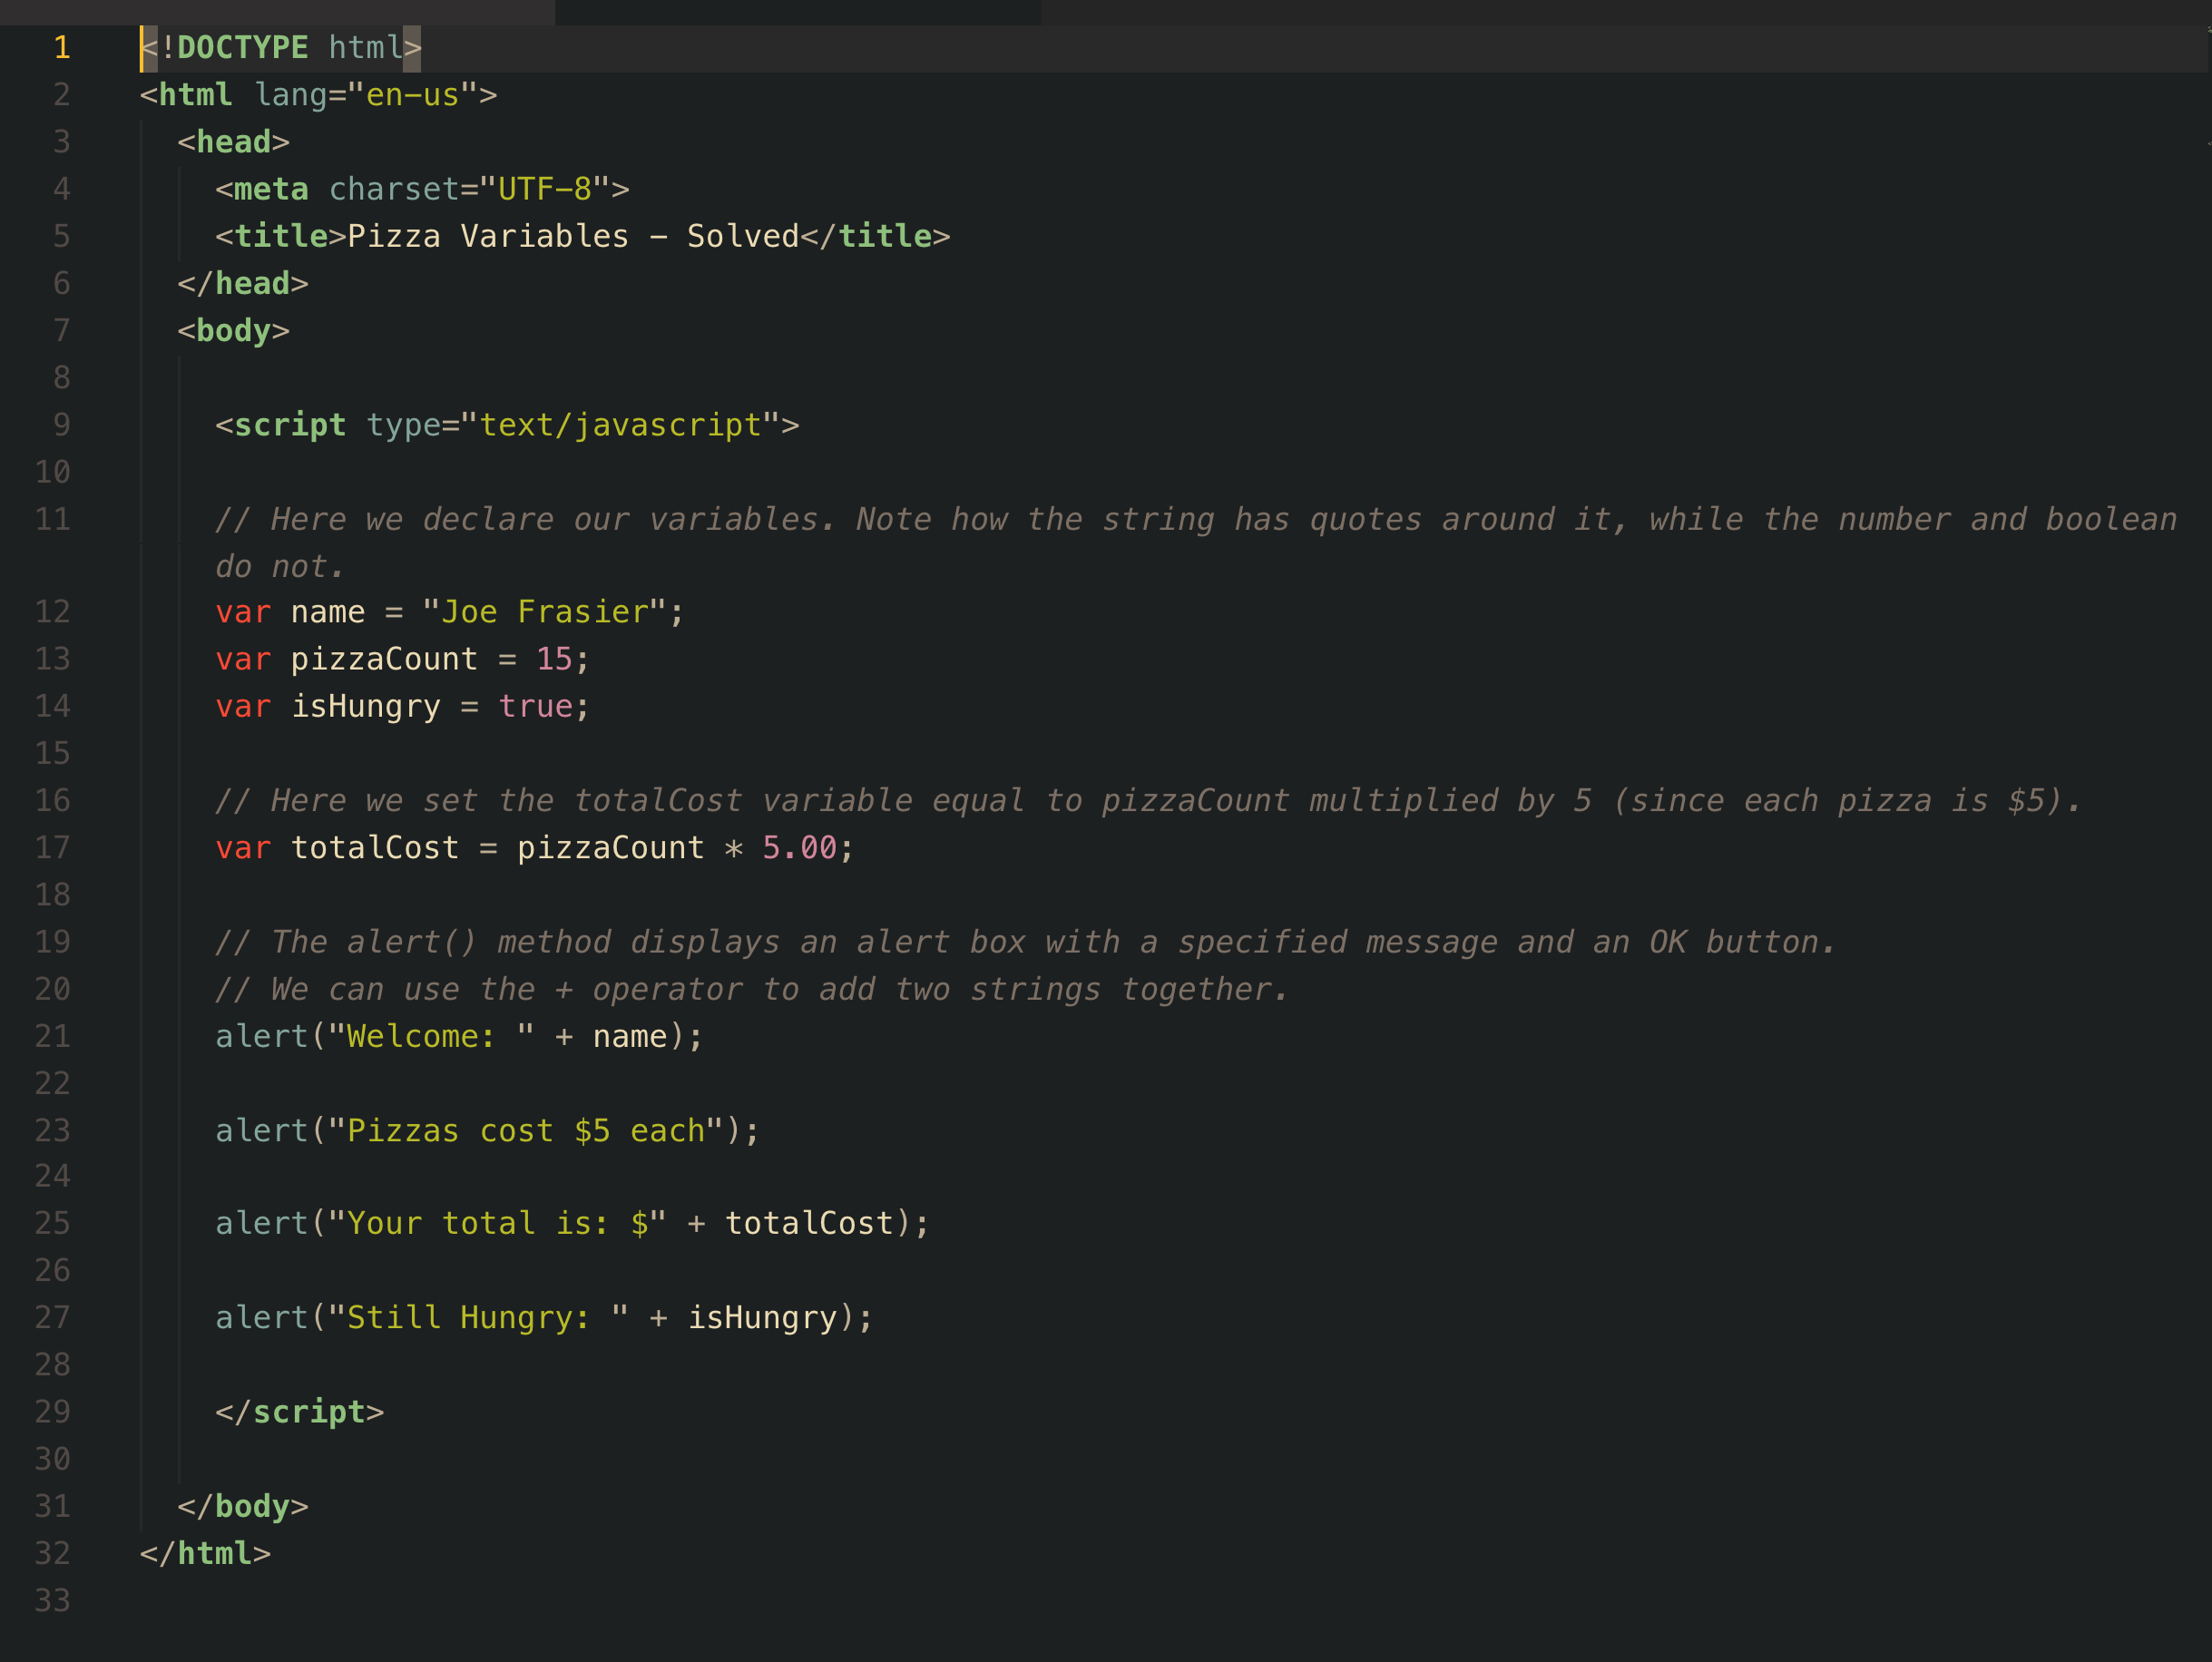 1 <!DOCTYPE html>
2 <html lang="en-us">
3   <head>
4     <meta charset="UTF-8">
5     <title>Pizza Variables - Solved</title>
6   </head>
7   <body>
8
9     <script type="text/javascript">
10
11     // Here we declare our variables. Note how the string has quotes around it, while the number and boolean
     do not.
12     var name = "Joe Frasier";
13     var pizzaCount = 15;
14     var isHungry = true;
15
16     // Here we set the totalCost variable equal to pizzaCount multiplied by 5 (since each pizza is $5).
17     var totalCost = pizzaCount * 5.00;
18
19     // The alert() method displays an alert box with a specified message and an OK button.
20     // We can use the + operator to add two strings together.
21     alert("Welcome: " + name);
22
23     alert("Pizzas cost $5 each");
24
25     alert("Your total is: $" + totalCost);
26
27     alert("Still Hungry: " + isHungry);
28
29     </script>
30
31   </body>
32 </html>
33